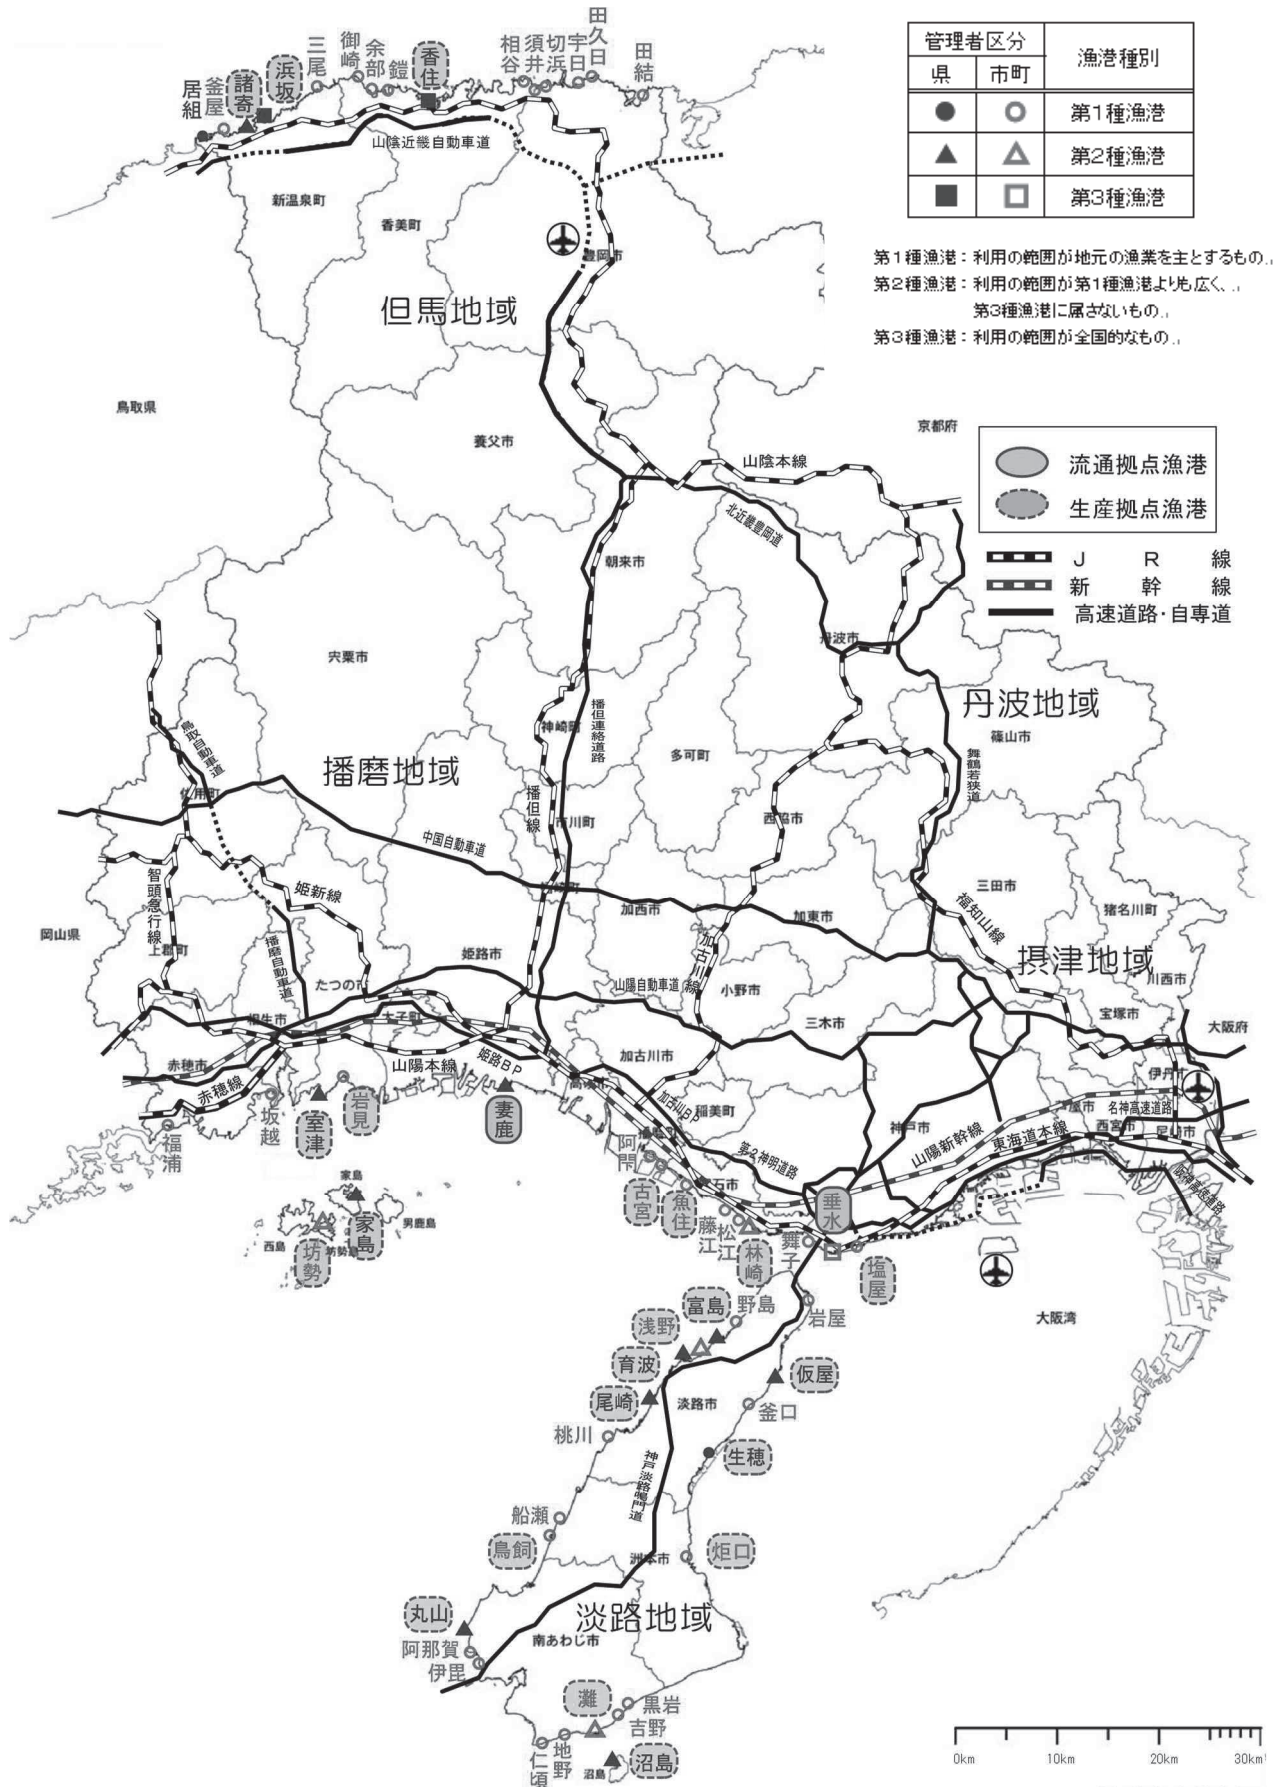 管理者区分
漁港種別
県
市町
第1種漁港
第2種漁港
第3種漁港
第1種漁港：利用の範囲が地元の漁業を主とするもの
第2種漁港：利用の範囲が第1種漁港よりも広く、
第3種漁港に属さないもの
第3種漁港：利用の範囲が全国的なもの
流通拠点漁港
生産拠点漁港
JR線
新幹線
高速道路・自専道
居組
釜屋
諸寄
浜坂
三尾
御崎
余部
鎧
香住
相谷
須井
切浜
宇日
田久日
田結
山陰近畿自動車道
新温泉町
香美町
豊岡市
但馬地域
鳥取県
養父市
京都府
山陰本線
北近畿豊岡道
朝来市
丹波市
宍粟市
丹波地域
篠山市
神崎町
播但連絡道路
多可町
舞鶴若狭道
鳥取自動車道
播磨地域
佐用町
播但線
市川町
西脇市
中国自動車道
智頭急行線
姫新線
加西市
加東市
三田市
猪名川町
福知山線
岡山県
上郡町
播磨自動車道
姫路市
加古川線
摂津地域
川西市
たつの市
山陽自動車道
小野市
宝塚市
相生市
太子町
三木市
大阪府
赤穂市
山陽本線
姫路BP
加古川市
伊丹市
赤穂線
加古川BP
稲美町
神戸市
芦屋市
名神高速道路
西宮市
尼崎市
山陽新幹線
東海道本線
第2神明道路
阪神高速道路
福浦
坂越
室津
岩見
妻鹿
阿閇
古宮
魚住
藤江
松江
林崎
舞子
垂水
塩屋
家島
家島
男鹿島
西島
坊勢
坊勢島
大阪湾
富島
野島
岩屋
浅野
育波
仮屋
尾崎
淡路市
釜口
桃川
神戸淡路鳴門道
生穂
船瀬
鳥飼
洲本市
炬口
淡路地域
丸山
南あわじ市
阿那賀
伊毘
灘
黒岩
吉野
地野
仁頃
沼島
沼島
0km
10km
20km
30km